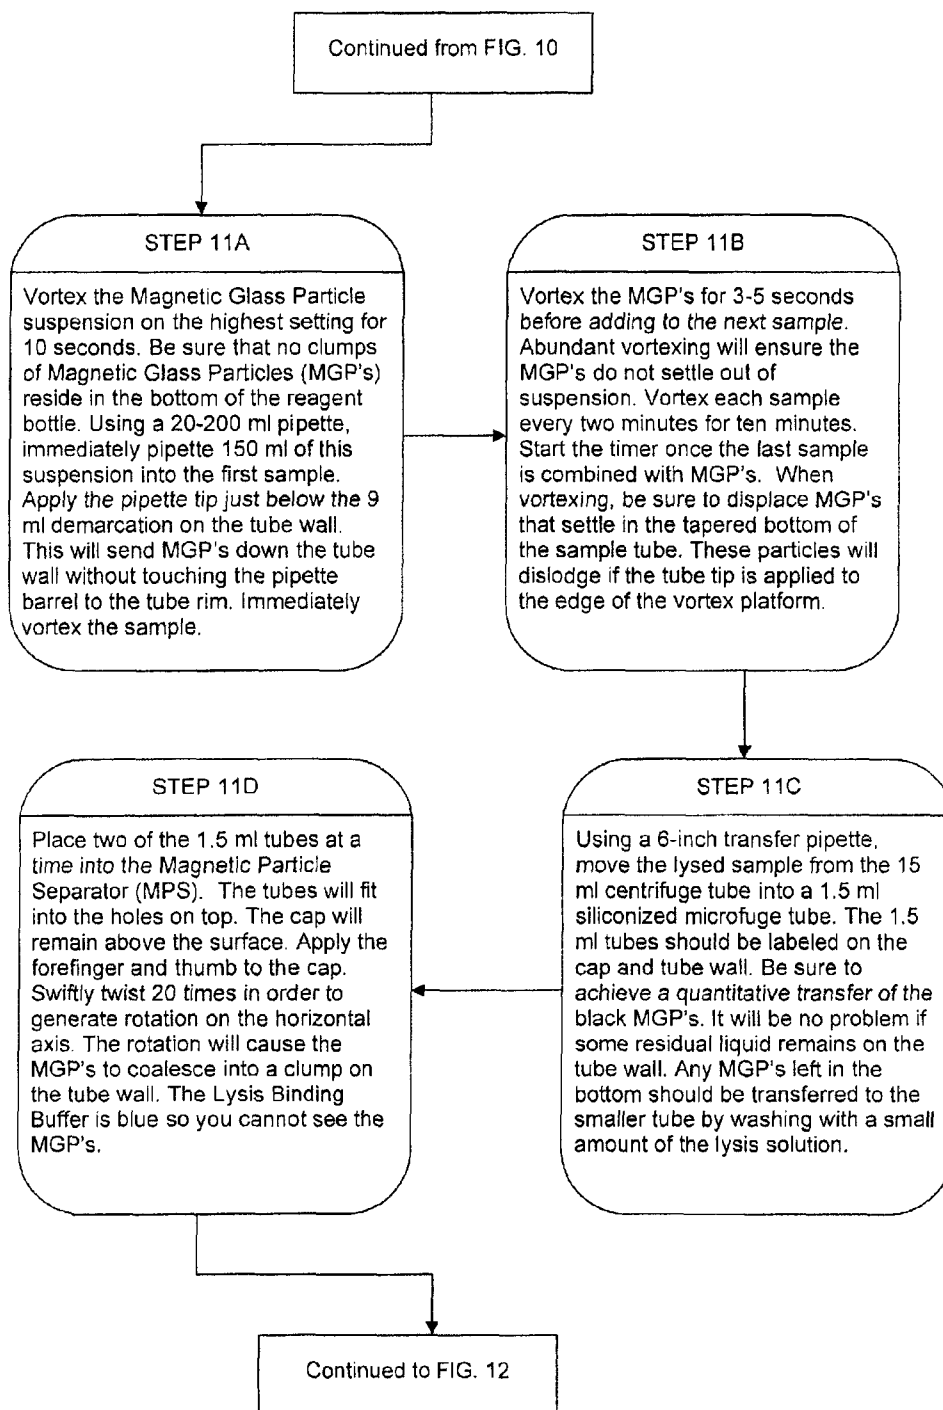 Continued from FIG. 10
STEP 11A
Vortex the Magnetic Glass Particle
suspension on the highest setting for
10 seconds. Be sure that no clumps
of Magnetic Glass Particles (MGP's)
reside in the bottom of the reagent
bottle. Using a 20-200 ml pipette,
immediately pipette 150 ml of this
suspension into the first sample.
Apply the pipette tip just below the 9
ml demarcation on the tube wall.
This will send MGP's down the tube
wall without touching the pipette
barrel to the tube rim. Immediately
vortex the sample.
STEP 11B
Vortex the MGP's for 3-5 seconds
before adding to the next sample.
Abundant vortexing will ensure the
MGP's do not settle out of
suspension. Vortex each sample
every two minutes for ten minutes.
Start the timer once the last sample
is combined with MGP's. When
vortexing, be sure to displace MGP's
that settle in the tapered bottom of
the sample tube. These particles will
dislodge if the tube tip is applied to
the edge of the vortex platform.
STEP 11C
Using a 6-inch transfer pipette,
move the lysed sample from the 15
ml centrifuge tube into a 1.5 ml
siliconized microfuge tube. The 1.5
ml tubes should be labeled on the
cap and tube wall. Be sure to
achieve a quantitative transfer of the
black MGP's. It will be no problem if
some residual liquid remains on the
tube wall. Any MGP's left in the
bottom should be transferred to the
smaller tube by washing with a small
amount of the lysis solution.
STEP 11D
Place two of the 1.5 ml tubes at a
time into the Magnetic Particle
Separator (MPS). The tubes will fit
into the holes on top. The cap will
remain above the surface. Apply the
forefinger and thumb to the cap.
Swiftly twist 20 times in order to
generate rotation on the horizontal
axis. The rotation will cause the
MGP's to coalesce into a clump on
the tube wall. The Lysis Binding
Buffer is blue so you cannot see the
MGP's.
Continued to FIG. 12